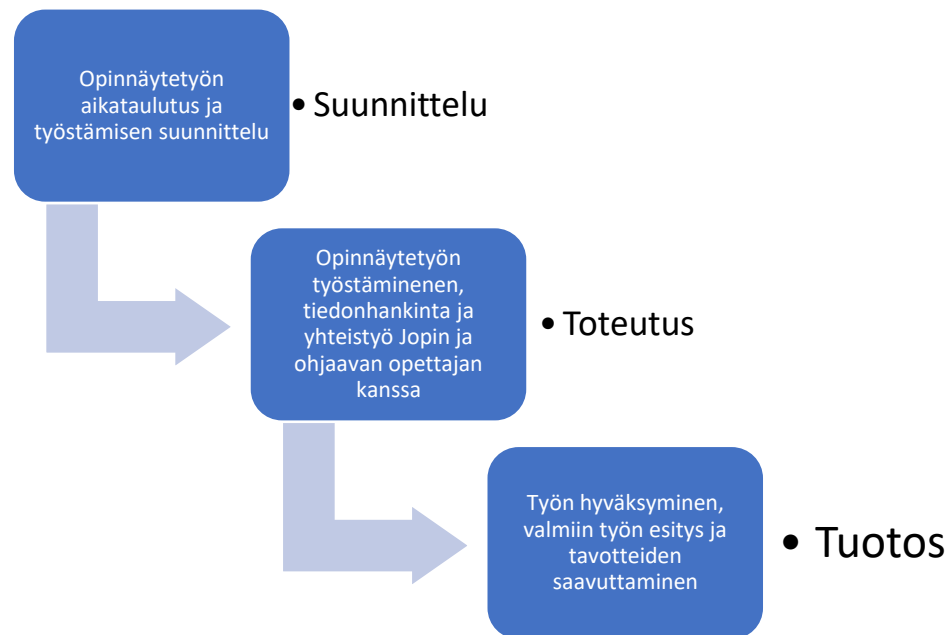 Opinnäytetyön
aikataulutus ja
työstämisen suunnittelu
• Suunnittelu
Opinnäytetyön
työstäminenen,
tiedonhankinta ja
yhteistyö Jopin ja
ohjaavan opettajan
kanssa
• Toteutus
Työn hyväksyminen,
valmiin työn esitys ja
tavotteiden
saavuttaminen
• Tuotos